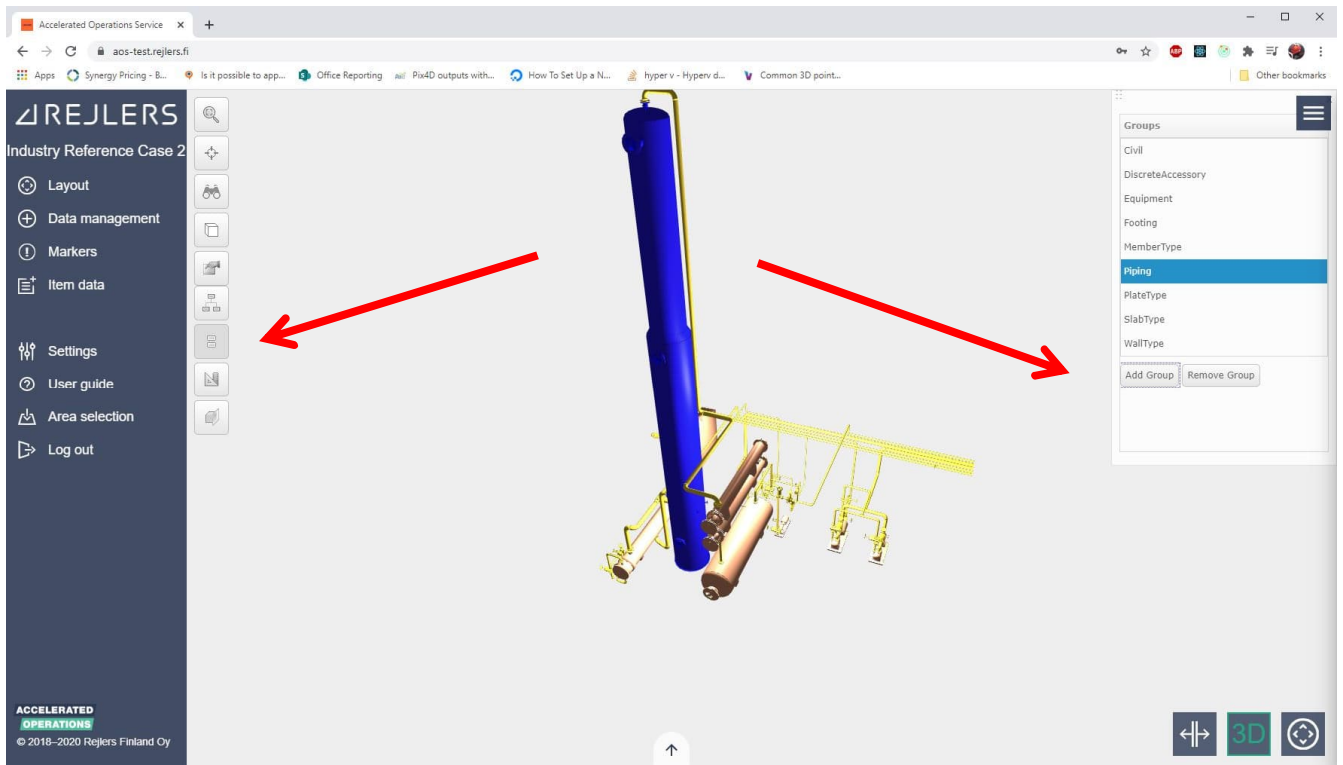 Accelerated Operations Service
aos-test.rejlers.fi
ABP
Apps
Synergy Pricing - B...
Is it possible to app...
Office Reporting
Pix4D outputs with...
How To Set Up a N...
hyper v - Hyperv d...
Common 3D point...
Other bookmarks
REJLERS
Industry Reference Case 2
Layout
Data management
Markers
Item data
Settings
User guide
Area selection
Log out
ACCELERATED
OPERATIONS
© 2018–2020 Rejlers Finland Oy
Groups
Civil
DiscreteAccessory
Equipment
Footing
MemberType
Piping
PlateType
SlabType
WallType
Add Group
Remove Group
3D